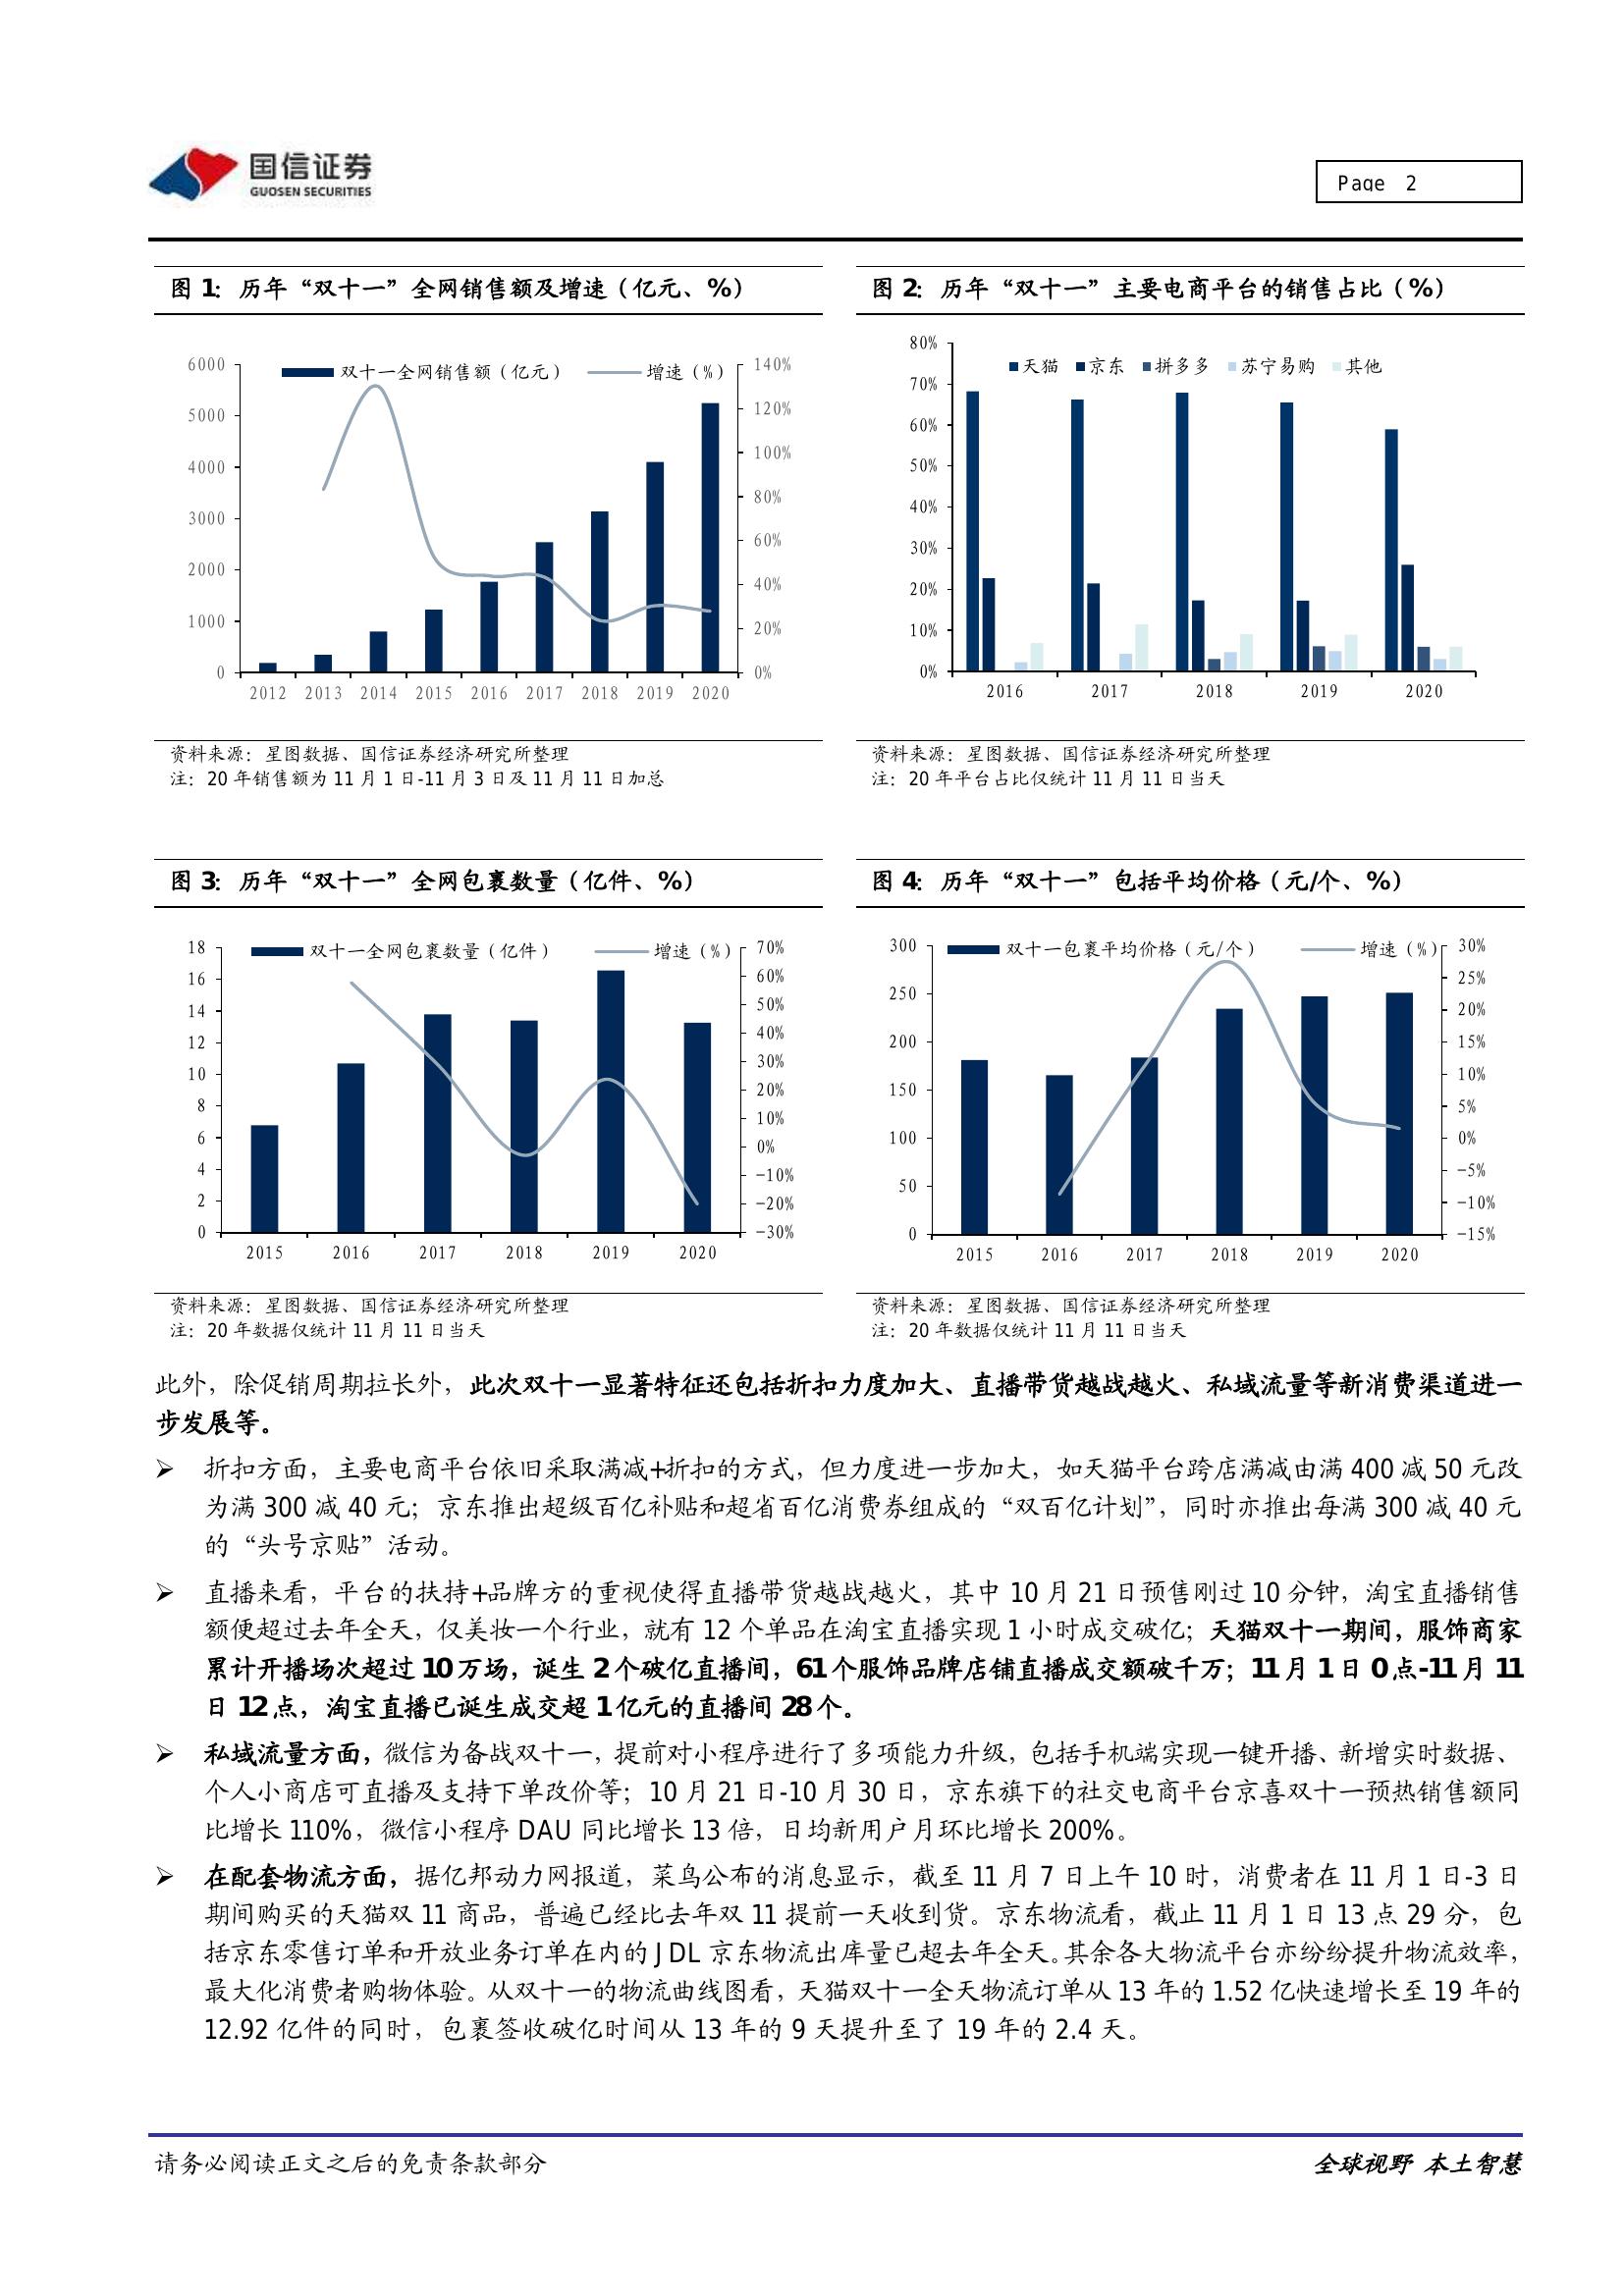 国信证券
GUOSEN SECURITIES
Page 2
图 1：历年“双十一”全网销售额及增速（亿元、%）
双十一全网销售额（亿元）
增速（%）
6000
5000
4000
3000
2000
1000
0
140%
120%
100%
80%
60%
40%
20%
0%
2012 2013 2014 2015 2016 2017 2018 2019 2020
资料来源：星图数据、国信证券经济研究所整理
注：20 年销售额为 11 月 1 日-11 月 3 日及 11 月 11 日加总
图 2：历年“双十一”主要电商平台的销售占比（%）
天猫 京东 拼多多 苏宁易购 其他
80%
70%
60%
50%
40%
30%
20%
10%
0%
2016 2017 2018 2019 2020
资料来源：星图数据、国信证券经济研究所整理
注：20 年平台占比仅统计 11 月 11 日当天
图 3：历年“双十一”全网包裹数量（亿件、%）
双十一全网包裹数量（亿件）
增速（%）
18
16
14
12
10
8
6
4
2
0
70%
60%
50%
40%
30%
20%
10%
0%
-10%
-20%
-30%
2015 2016 2017 2018 2019 2020
资料来源：星图数据、国信证券经济研究所整理
注：20 年数据仅统计 11 月 11 日当天
图 4：历年“双十一”包括平均价格（元/个、%）
双十一包裹平均价格（元/个）
增速（%）
300
250
200
150
100
50
0
30%
25%
20%
15%
10%
5%
0%
-5%
-10%
-15%
2015 2016 2017 2018 2019 2020
资料来源：星图数据、国信证券经济研究所整理
注：20 年数据仅统计 11 月 11 日当天
此外，除促销周期拉长外，此次双十一显著特征还包括折扣力度加大、直播带货越战越火、私域流量等新消费渠道进一
步发展等。
➢ 折扣方面，主要电商平台依旧采取满减+折扣的方式，但力度进一步加大，如天猫平台跨店满减由满 400 减 50 元改
为满 300 减 40 元；京东推出超级百亿补贴和超省百亿消费券组成的“双百亿计划”，同时亦推出每满 300 减 40 元
的“头号京贴”活动。
➢ 直播来看，平台的扶持+品牌方的重视使得直播带货越战越火，其中 10 月 21 日预售刚过 10 分钟，淘宝直播销售
额便超过去年全天，仅美妆一个行业，就有 12 个单品在淘宝直播实现 1 小时成交破亿；天猫双十一期间，服饰商家
累计开播场次超过 10 万场，诞生 2 个破亿直播间，61 个服饰品牌店铺直播成交额破千万；11 月 1 日 0 点-11 月 11
日 12 点，淘宝直播已诞生成交超 1 亿元的直播间 28 个。
➢ 私域流量方面，微信为备战双十一，提前对小程序进行了多项能力升级，包括手机端实现一键开播、新增实时数据、
个人小商店可直播及支持下单改价等；10 月 21 日-10 月 30 日，京东旗下的社交电商平台京喜双十一预热销售额同
比增长 110%，微信小程序 DAU 同比增长 13 倍，日均新用户月环比增长 200%。
➢ 在配套物流方面，据亿邦动力网报道，菜鸟公布的消息显示，截至 11 月 7 日上午 10 时，消费者在 11 月 1 日-3 日
期间购买的天猫双 11 商品，普遍已经比去年双 11 提前一天收到货。京东物流看，截止 11 月 1 日 13 点 29 分，包
括京东零售订单和开放业务订单在内的 JDL 京东物流出库量已超去年全天。其余各大物流平台亦纷纷提升物流效率，
最大化消费者购物体验。从双十一的物流曲线图看，天猫双十一全天物流订单从 13 年的 1.52 亿快速增长至 19 年的
12.92 亿件的同时，包裹签收破亿时间从 13 年的 9 天提升至了 19 年的 2.4 天。
请务必阅读正文之后的免责条款部分
全球视野 本土智慧